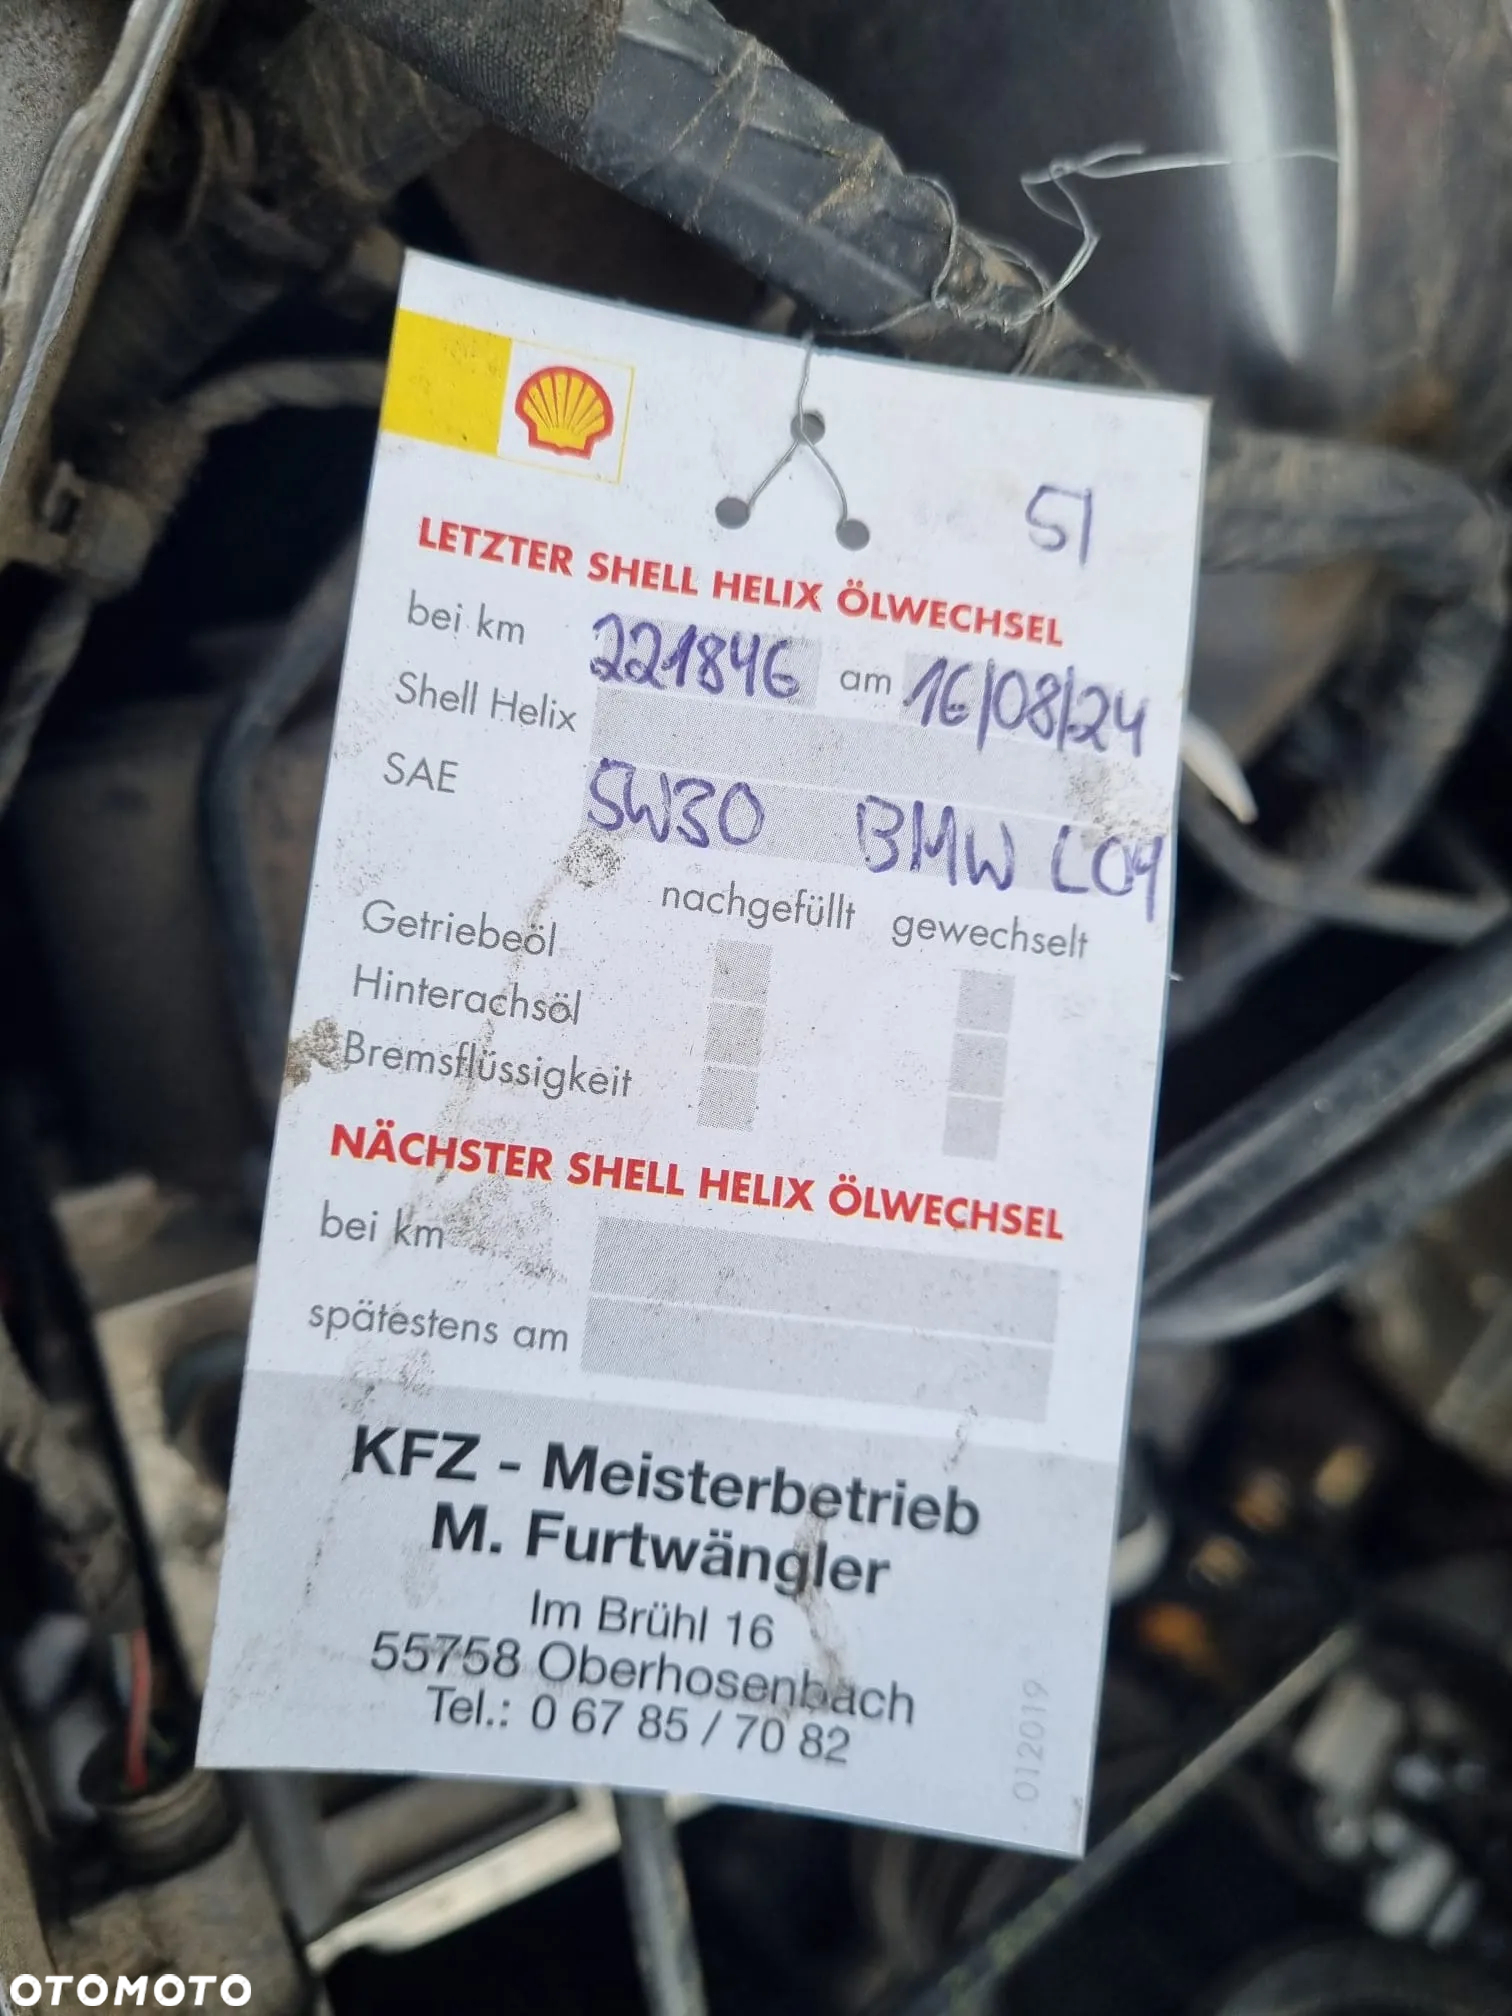 5l
LETZTER SHELL HELIX ÖLWECHSEL
bei km 221846 am 16/08/24
Shell Helix
SAE 5W30 BMW L04
nachgefüllt gewechselt
Getriebeöl
Hinterachsöl
Bremsflüssigkeit
NÄCHSTER SHELL HELIX ÖLWECHSEL
bei km
spätestens am
KFZ - Meisterbetrieb
M. Furtwängler
Im Brühl 16
55758 Oberhosenbach
Tel.: 0 67 85 / 70 82
012019
OTOMOTO